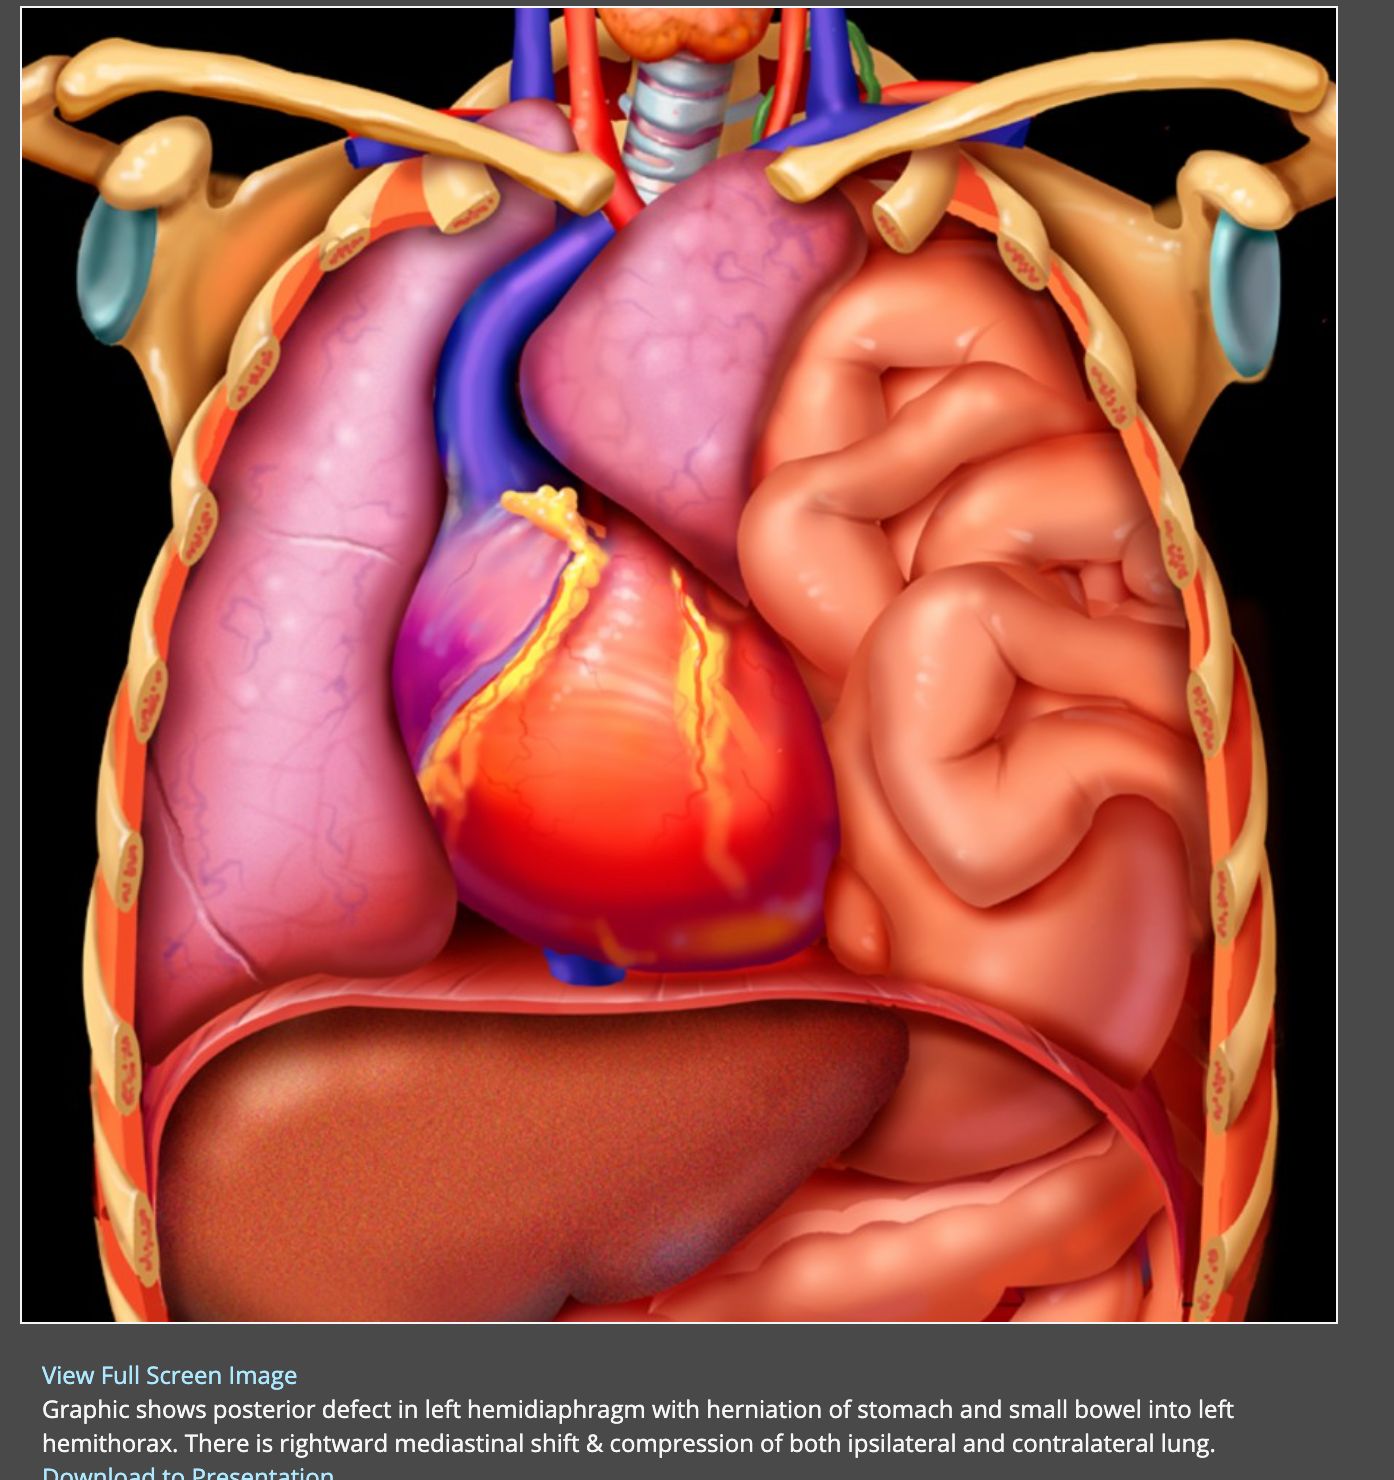 View Full Screen Image
Graphic shows posterior defect in left hemidiaphragm with herniation of stomach and small bowel into left
hemithorax. There is rightward mediastinal shift & compression of both ipsilateral and contralateral lung.
Download to Presentation